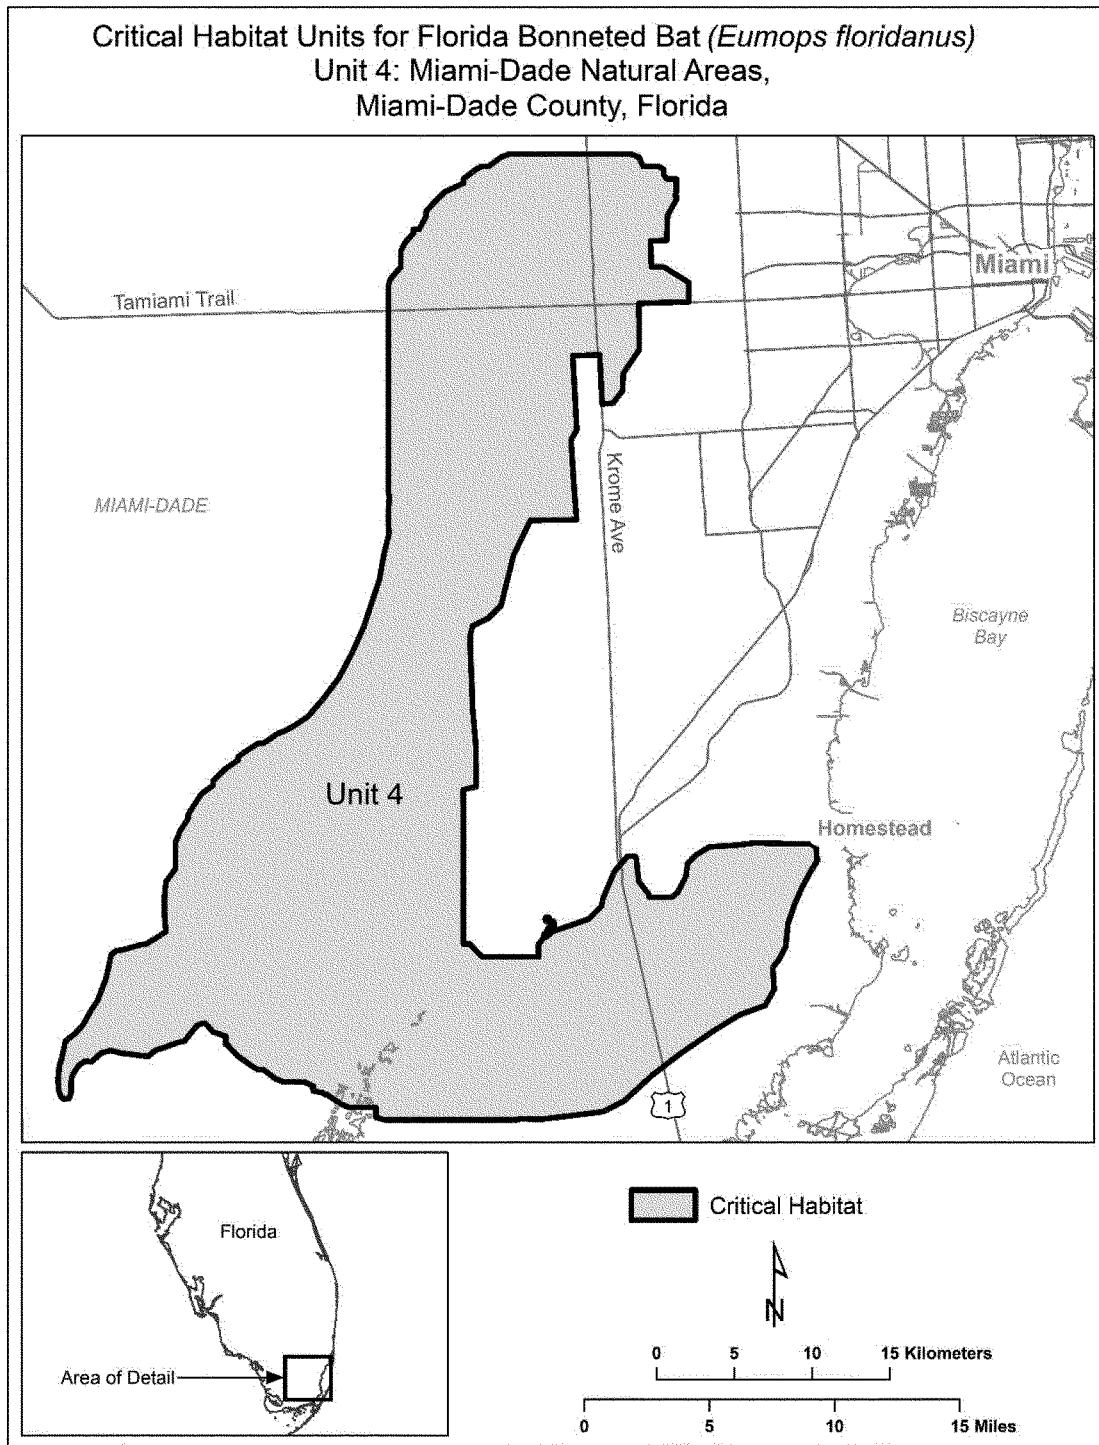 Critical Habitat Units for Florida Bonneted Bat (Eumops floridanus)
Unit 4: Miami-Dade Natural Areas,
Miami-Dade County, Florida
Miami
Tamiami Trail
Krome Ave
MIAMI-DADE
Biscayne
Bay
Unit 4
Homestead
Atlantic
Ocean
1
Florida
Area of Detail
Critical Habitat
N
0 5 10 15 Kilometers
0 5 10 15 Miles